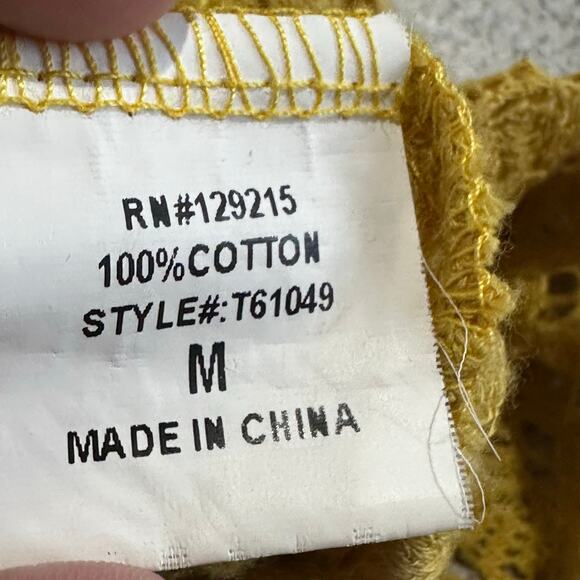 RN#129215
100%COTTON
STYLE#:T61049
M
MADE IN CHINA